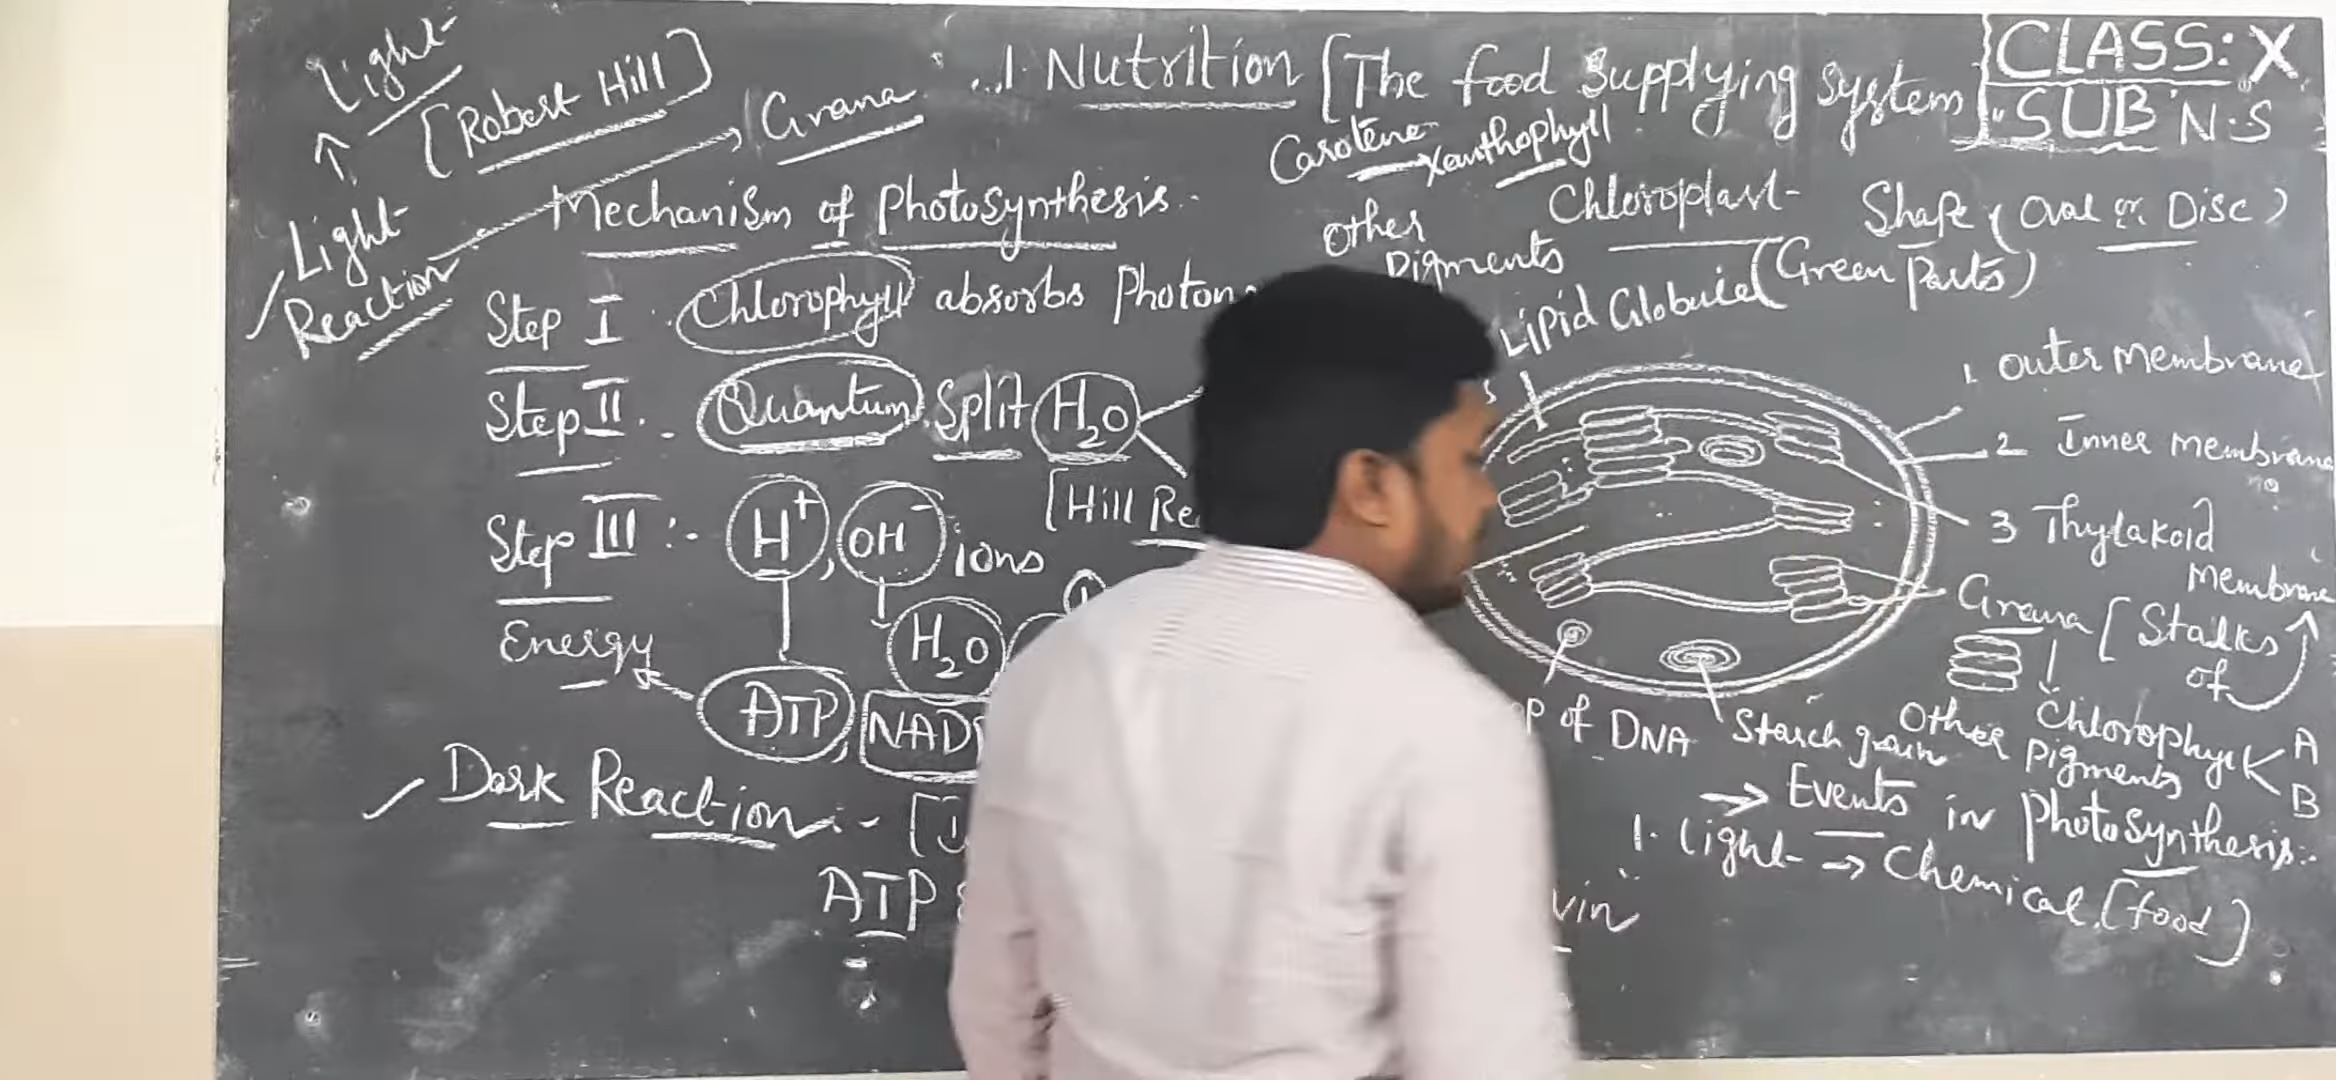 CLASS: X
SUB N.S
1. Nutrition [The food Supplying System
Light
[Robert Hill]
Grana
Light
Reaction
Mechanism of Photosynthesis
Step I Chlorophyll absorbs Photon
Step II. Quantum Split H2O
[Hill Re
Step III :- H+, OH- ions
H2O
Energy
ATP, NADP
Dark Reaction :- [
ATP
Carotene
Xanthophyll
Other
Pigments
Chloroplast
Shape (Oval or Disc)
(Green Parts)
Lipid Globule
1. Outer Membrane
2 Inner Membrane
3 Thylakoid
Membrane
Grana [Stalks
of
Chlorophyll A
B
Other
Pigments
of DNA
Starch grain
→ Events in Photosynthesis:-
1. Light → Chemical [food]
vin